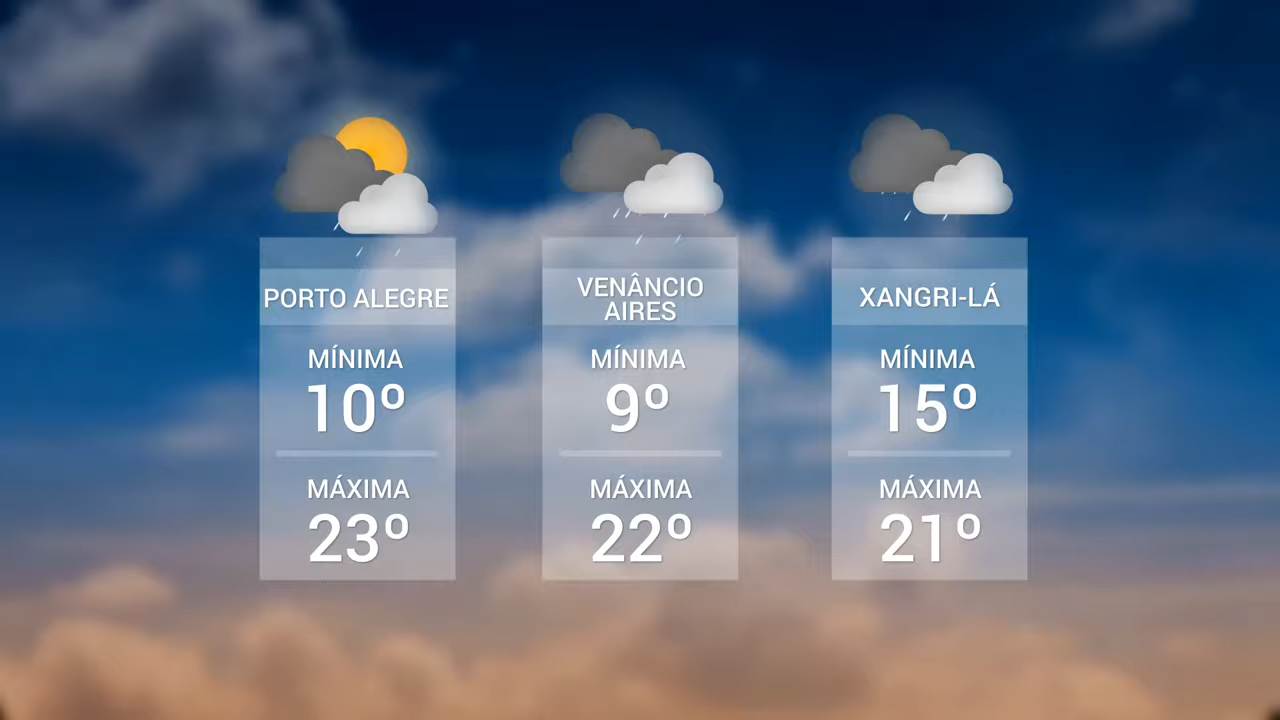 PORTO ALEGRE
MÍNIMA
10º
MÁXIMA
23º
VENÂNCIO
AIRES
MÍNIMA
9º
MÁXIMA
22º
XANGRI-LÁ
MÍNIMA
15º
MÁXIMA
21º